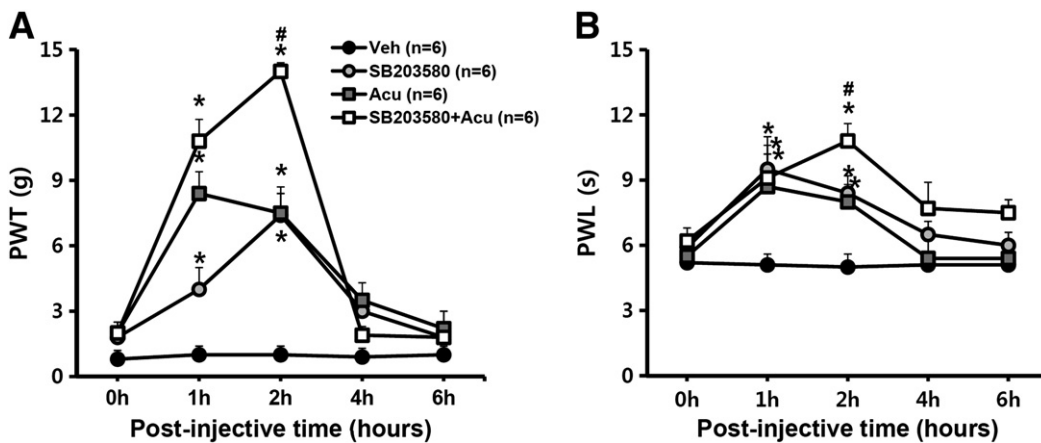 A
B
15
12
9
6
3
0
PWT (g)
#
*
*
*
*
*
*
Veh (n=6)
SB203580 (n=6)
Acu (n=6)
SB203580+Acu (n=6)
0h 1h 2h 4h 6h
Post-injective time (hours)
15
12
9
6
3
0
PWL (s)
#
*
*
*
*
*
*
0h 1h 2h 4h 6h
Post-injective time (hours)